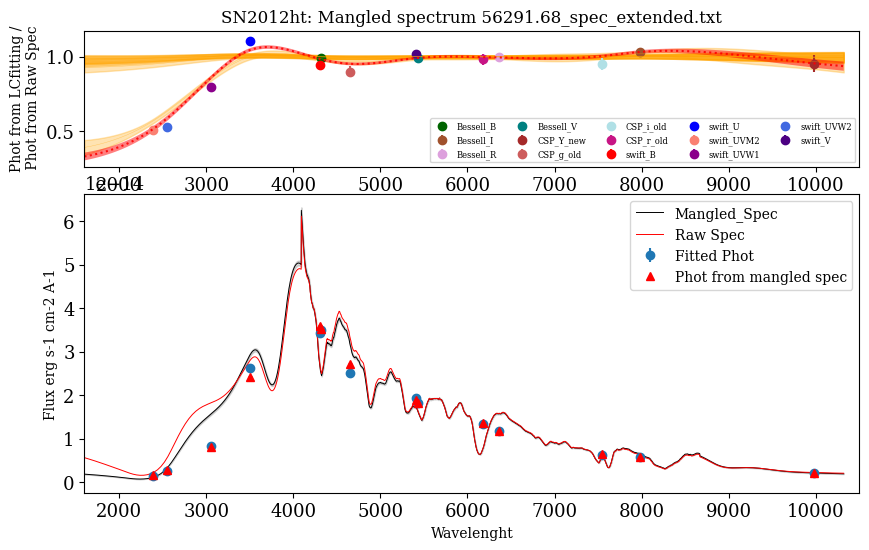 SN2012ht: Mangled spectrum 56291.68_spec_extended.txt
Phot from LCfitting /
Phot from Raw Spec
1.0
0.5
Bessell_B
Bessell_I
Bessell_R
Bessell_V
CSP_Y_new
CSP_g_old
CSP_i_old
CSP_r_old
swift_B
swift_U
swift_UVM2
swift_UVW1
swift_UVW2
swift_V
2000 3000 4000 5000 6000 7000 8000 9000 10000
1e−14
Flux erg s-1 cm-2 A-1
6
5
4
3
2
1
0
Mangled_Spec
Raw Spec
Fitted Phot
Phot from mangled spec
2000 3000 4000 5000 6000 7000 8000 9000 10000
Wavelenght